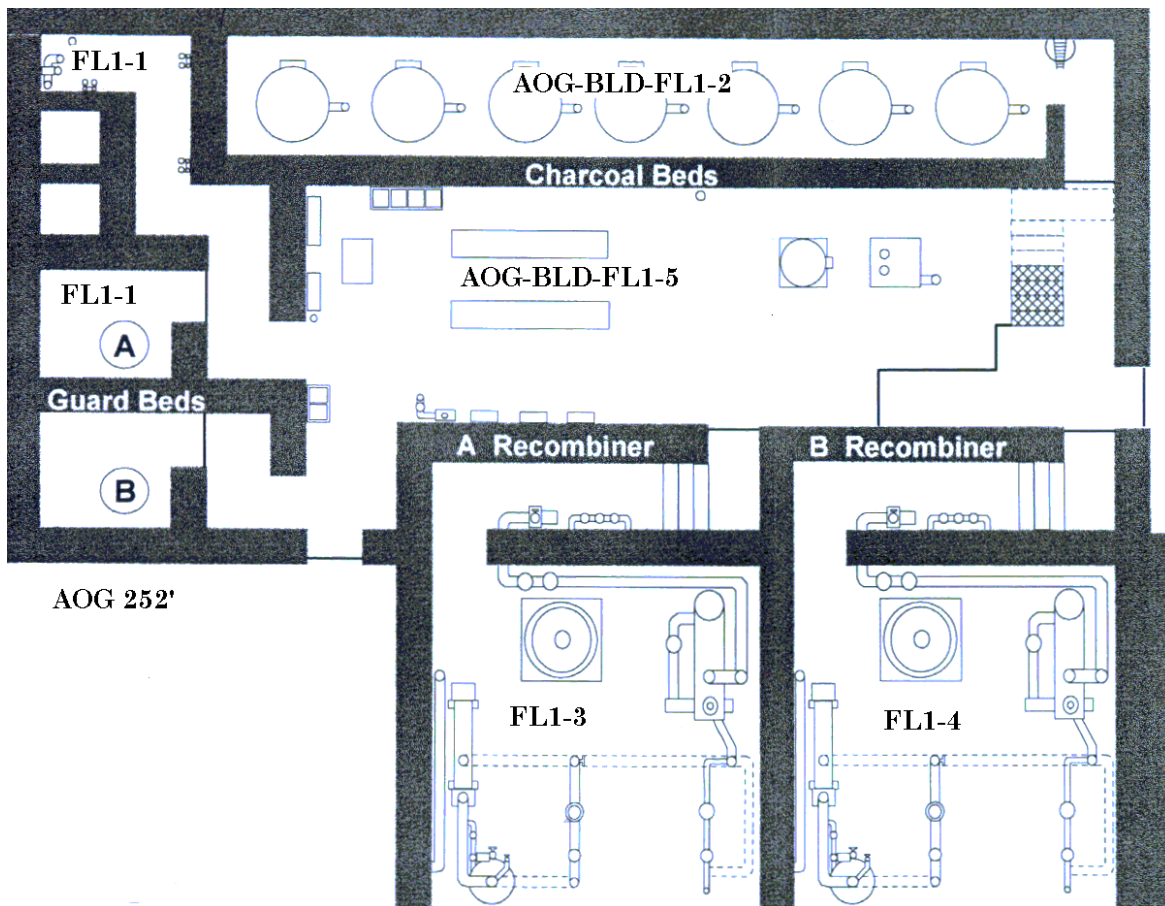 FL1-1
AOG-BLD-FL1-2
Charcoal Beds
AOG-BLD-FL1-5
FL1-1
A
Guard Beds
B
A Recombiner
B Recombiner
AOG 252'
FL1-3
FL1-4